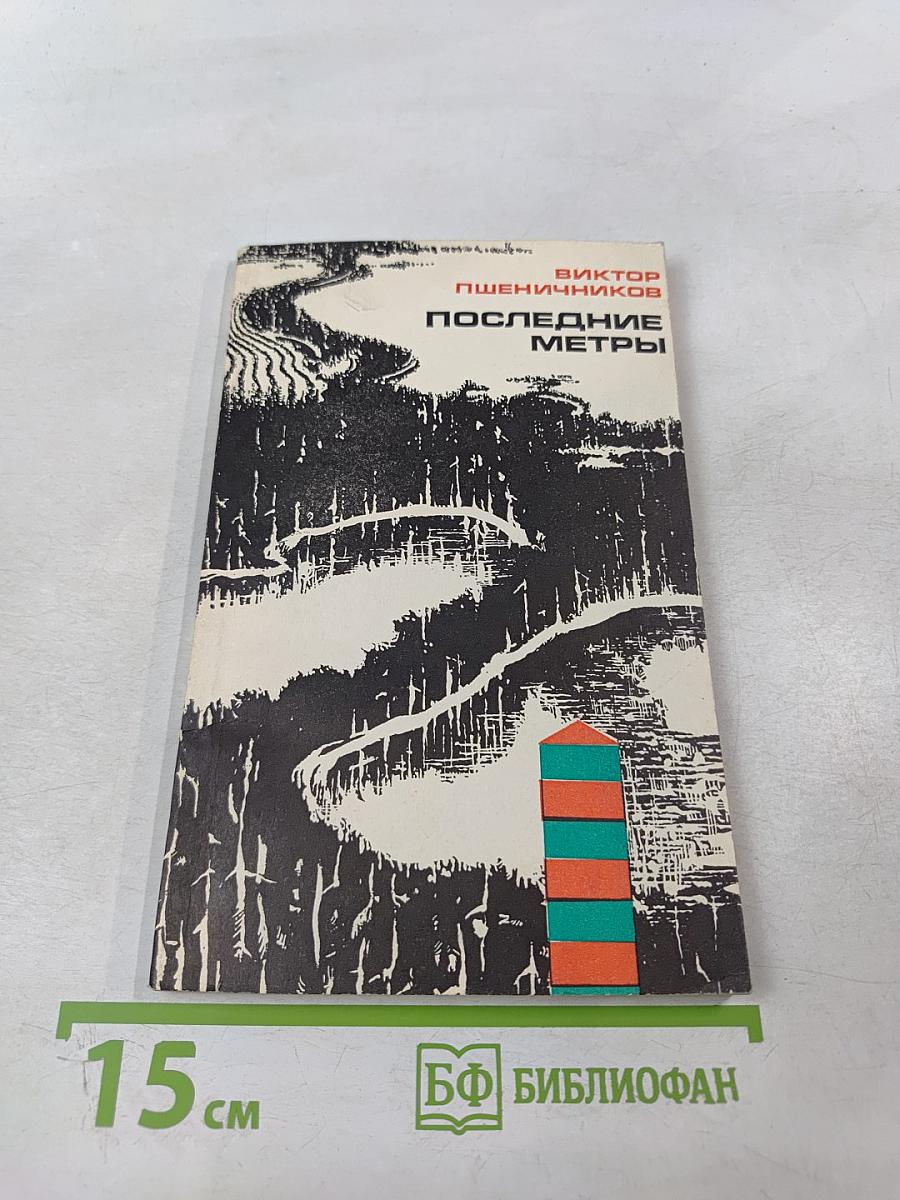 ВИКТОР
ПШЕНИЧНИКОВ
ПОСЛЕДНИЕ
МЕТРЫ
15 см
БФ БИБЛИОФАН